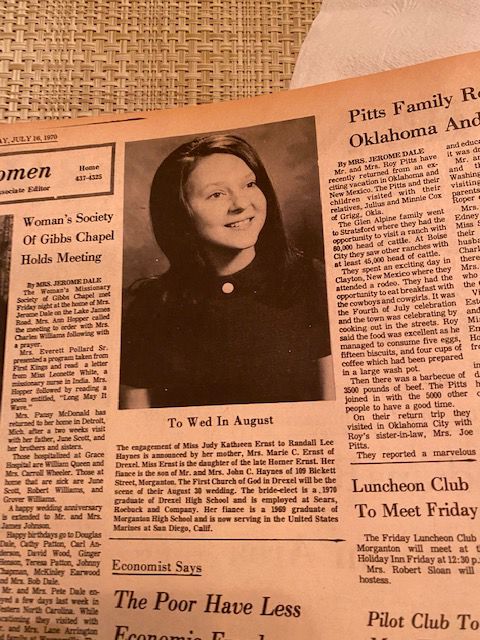 AY, JULY 16, 1970
omen
ssociate Editor
Home
437-4325
Woman's Society
Of Gibbs Chapel
Holds Meeting
By MRS. JEROME DALE
The Women's Missionary
Society of Gibbs Chapel met
Friday night at the home of Mrs.
Jerome Dale on the Lake James
Road. Mrs. Ann Hopper called
the meeting to order with Mrs.
Charles Williams following with
a prayer.
Mrs. Everett Pollard Sr.
presented a program taken from
First Kings and read a letter
from Miss Leonette White, a
missionary nurse in India. Mrs.
Hopper followed by reading a
poem entitled, "Long May It
Wave."
Mrs. Pansy McDonald has
returned to her home in Detroit,
Mich. after a two weeks visit
with her father, June Scott, and
her brothers and sisters.
Those hospitalized at Grace
Hospital are William Queen and
Mrs. Carroll Wheeler. Those at
home that are sick are June
Scott, Robert Williams, and
Grover Williams.
A happy wedding anniversary
is extended to Mr. and Mrs.
James Johnson.
Happy birthdays go to Douglas
Dale, Cathy Patton, Carl An-
derson, David Wood, Ginger
Henson, Teresa Patton, Johnny
Chapman, McKinley Earwood
and Mrs. Bob Dale.
Mr. and Mrs. Pete Dale en-
joyed a few days last week in
Western North Carolina. While
vacationing they visited with
Mr. and Mrs. Lane Arrington
To Wed In August
The engagement of Miss Judy Kathren Ernst to Randall Lee
Haynes is announced by her mother, Mrs. Marie C. Ernst of
Drexel. Miss Ernst is the daughter of the late Homer Ernst. Her
fiance is the son of Mr. and Mrs. John C. Haynes of 109 Bickett
Street, Morganton. The First Church of God in Drexel will be the
scene of their August 30 wedding. The bride-elect is a 1970
graduate of Drexel High School and is employed at Sears,
Roebuck and Company. Her fiance is a 1969 graduate of
Morganton High School and is now serving in the United States
Marines at San Diego, Calif.
Economist Says
The Poor Have Less
Economic Free
Pitts Family Re
Oklahoma And
By MRS. JEROME DALE
Mr. and Mrs. Roy Pitts have
recently returned from an ex-
citing vacation in Oklahoma and
New Mexico. The Pitts and their
children visited with their
relatives, Julius and Minnie Cox
of Grigg, Okla.
The Glen Alpine family went
to Stratsford where they had the
opportunity to visit a ranch with
80,000 head of cattle. At Boise
City they saw other ranches with
at least 45,000 head of cattle.
They spent an exciting day in
Clayton, New Mexico where they
attended a rodeo. They had the
opportunity to eat breakfast with
the cowboys and cowgirls. It was
the Fourth of July celebration
and the town was celebrating by
cooking out in the streets. Roy
said the food was excellent as he
managed to consume five eggs,
fifteen biscuits, and four cups of
coffee which had been prepared
in a large wash pot.
Then there was a barbecue of
3500 pounds of beef. The Pitts
joined in with the 5000 other
people to have a good time.
On their return trip they
visited in Oklahoma City with
Roy's sister-in-law, Mrs. Joe
Pitts.
They reported a marvelous
Luncheon Club
To Meet Friday
The Friday Luncheon Club
Morganton will meet at t
Holiday Inn Friday at 12:30 p.
Mrs. Robert Sloan will
hostess.
Pilot Club To